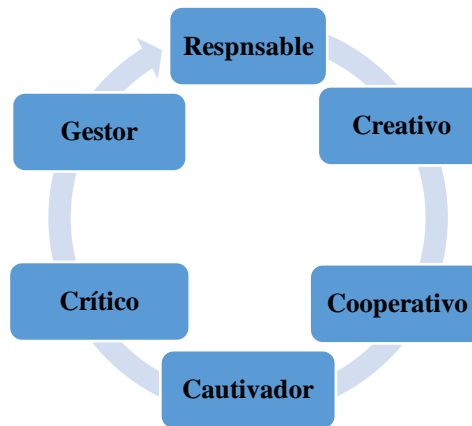 Respnsable
Creativo
Cooperativo
Cautivador
Crítico
Gestor